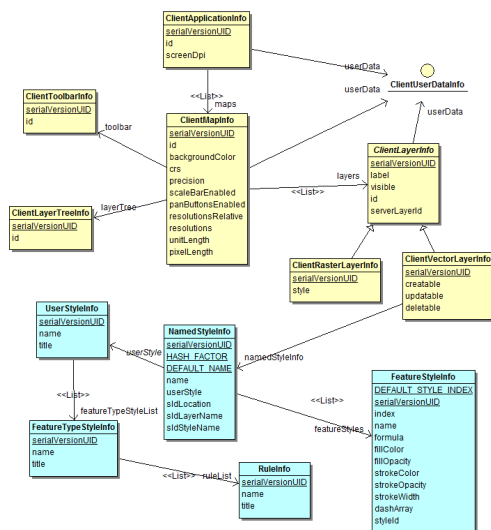 ClientApplicationInfo
serialVersionUID
id
screenDpi
userData
ClientUserDataInfo
<<List>>
maps
userData
userData
ClientToolbarInfo
serialVersionUID
id
toolbar
ClientMapInfo
serialVersionUID
id
backgroundColor
crs
precision
scaleBarEnabled
panButtonsEnabled
resolutionsRelative
resolutions
unitLength
pixelLength
ClientLayerInfo
serialVersionUID
label
visible
id
serverLayerId
layers
<<List>>
ClientLayerTreeInfo
serialVersionUID
id
layerTree
ClientRasterLayerInfo
serialVersionUID
style
ClientVectorLayerInfo
serialVersionUID
creatable
updatable
deletable
UserStyleInfo
serialVersionUID
name
title
userStyle
NamedStyleInfo
serialVersionUID
HASH_FACTOR
DEFAULT_NAME
name
userStyle
sldLocation
sldLayerName
sldStyleName
namedStyleInfo
<<List>>
featureStyles
FeatureStyleInfo
DEFAULT_STYLE_INDEX
serialVersionUID
index
name
formula
fillColor
fillOpacity
strokeColor
strokeOpacity
strokeWidth
dashArray
styleId
<<List>>
featureTypeStyleList
FeatureTypeStyleInfo
serialVersionUID
name
title
<<List>> ruleList
RuleInfo
serialVersionUID
name
title